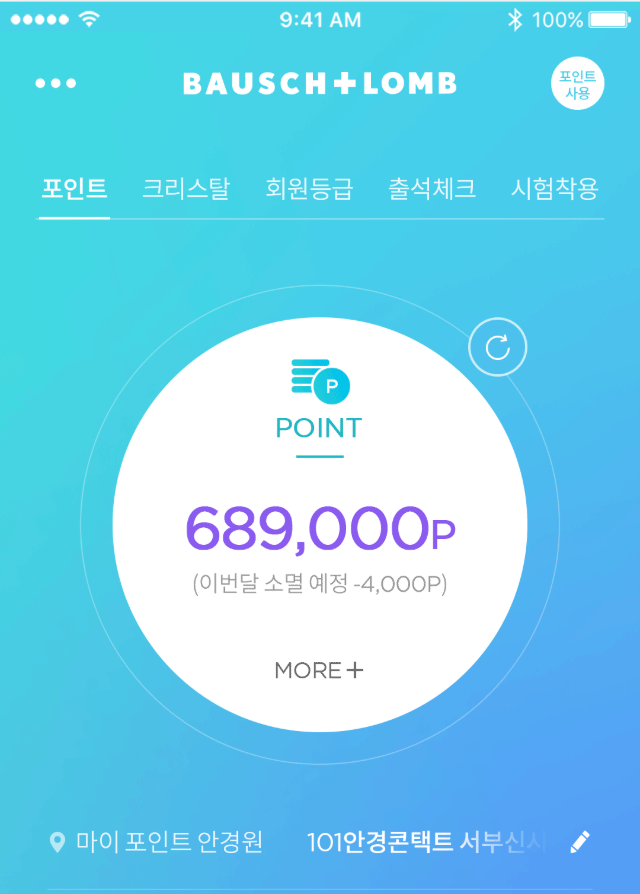 9:41 AM 100%
BAUSCH+LOMB
포인트
사용
포인트 크리스탈 회원등급 출석체크 시험착용
P
POINT
689,000P
(이번달 소멸 예정 -4,000P)
MORE+
마이 포인트 안경원 101안경콘택트 서부신사